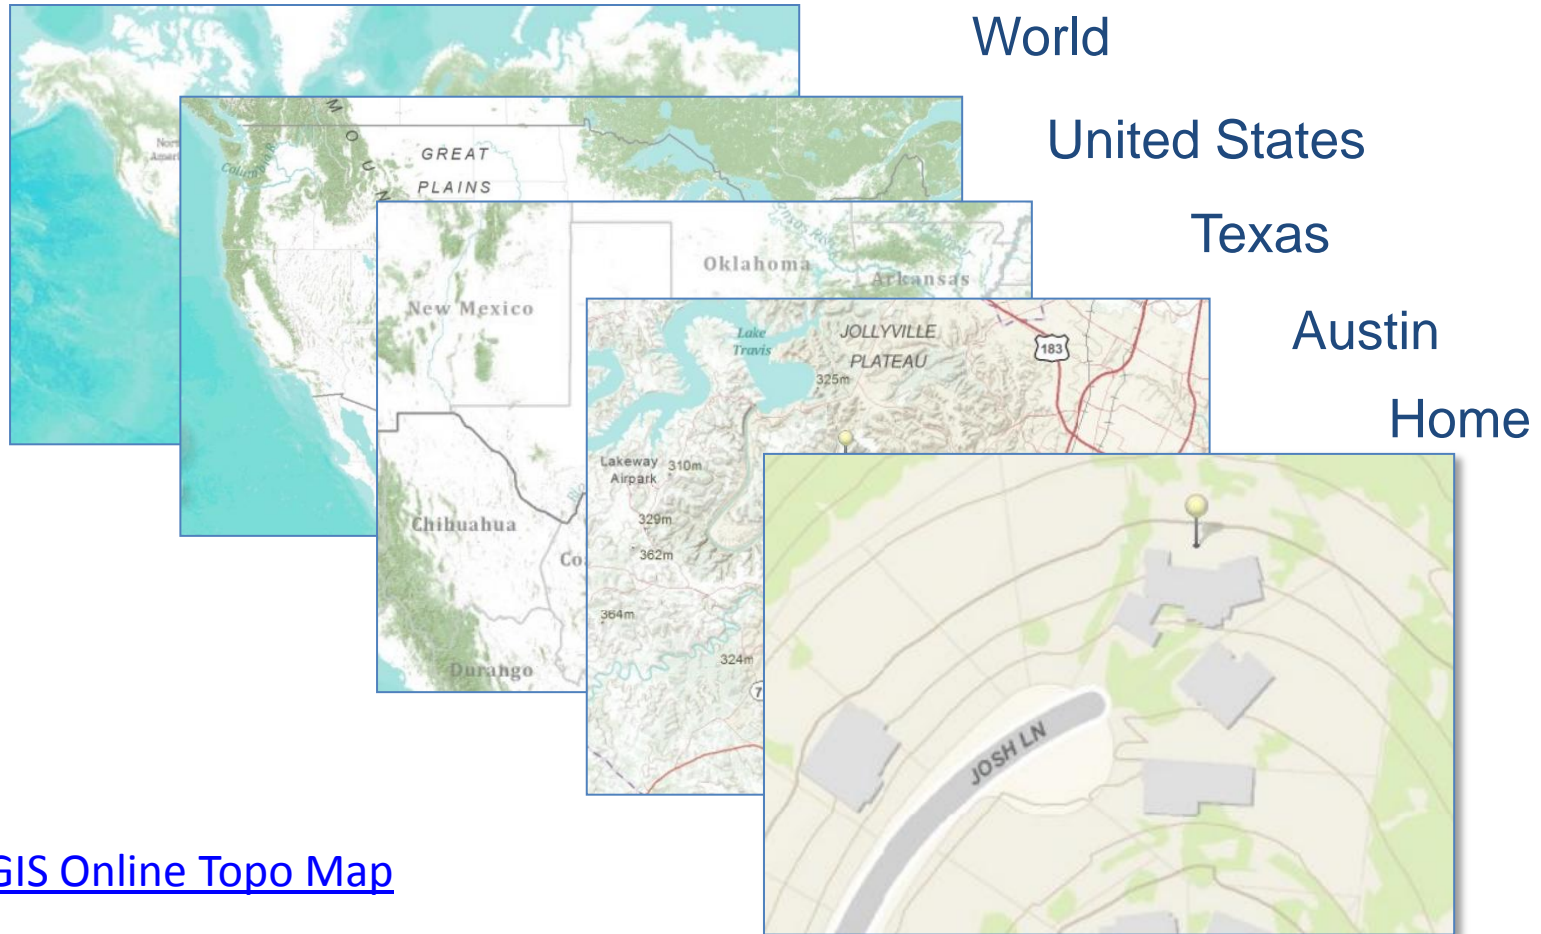 World
United States
Texas
Austin
Home
GREAT
PLAINS
Oklahoma
Arkansas
New Mexico
Chihuahua
Durango
Lake
Travis
JOLLYVILLE
PLATEAU
183
325m
Lakeway
Airpark
310m
329m
362m
364m
324m
JOSH LN
GIS Online Topo Map